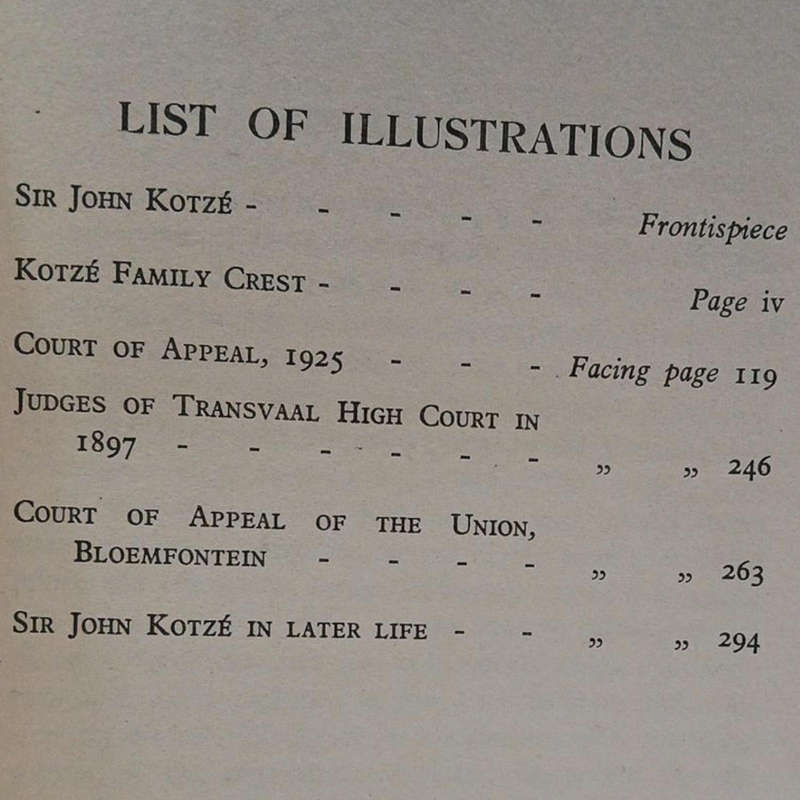 LIST OF ILLUSTRATIONS
SIR JOHN KOTZÉ - - - - - Frontispiece
KOTZÉ FAMILY CREST - - - - Page iv
COURT OF APPEAL, 1925 - - - Facing page 119
JUDGES OF TRANSVAAL HIGH COURT IN
1897 - - - - - - „ „ 246
COURT OF APPEAL OF THE UNION,
BLOEMFONTEIN - - - - „ „ 263
SIR JOHN KOTZÉ IN LATER LIFE - - „ „ 294